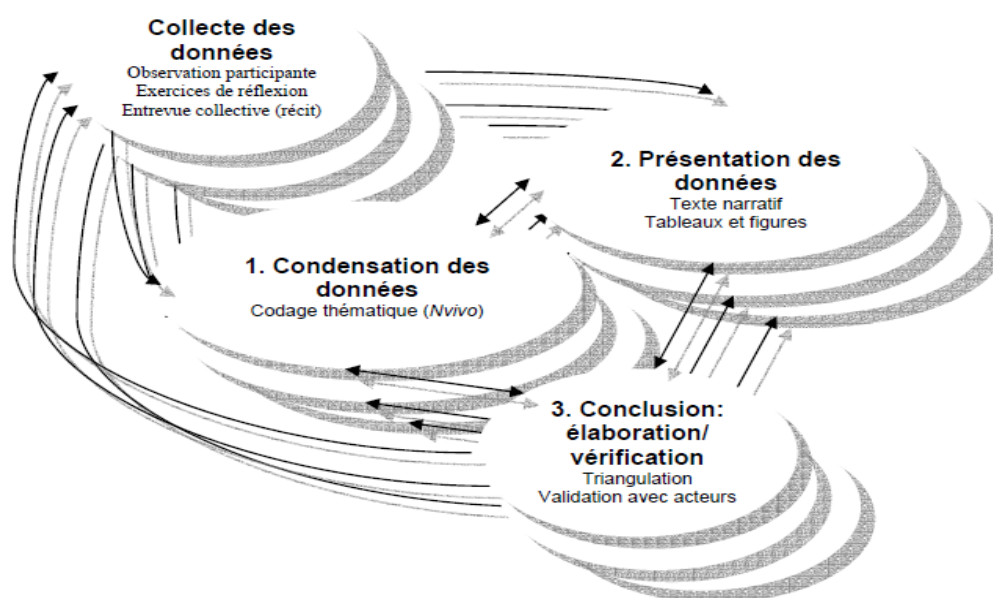 Collecte des
données
Observation participante
Exercices de réflexion
Entrevue collective (récit)
2. Présentation des
données
Texte narratif
Tableaux et figures
1. Condensation des
données
Codage thématique (Nvivo)
3. Conclusion:
élaboration/
vérification
Triangulation
Validation avec acteurs